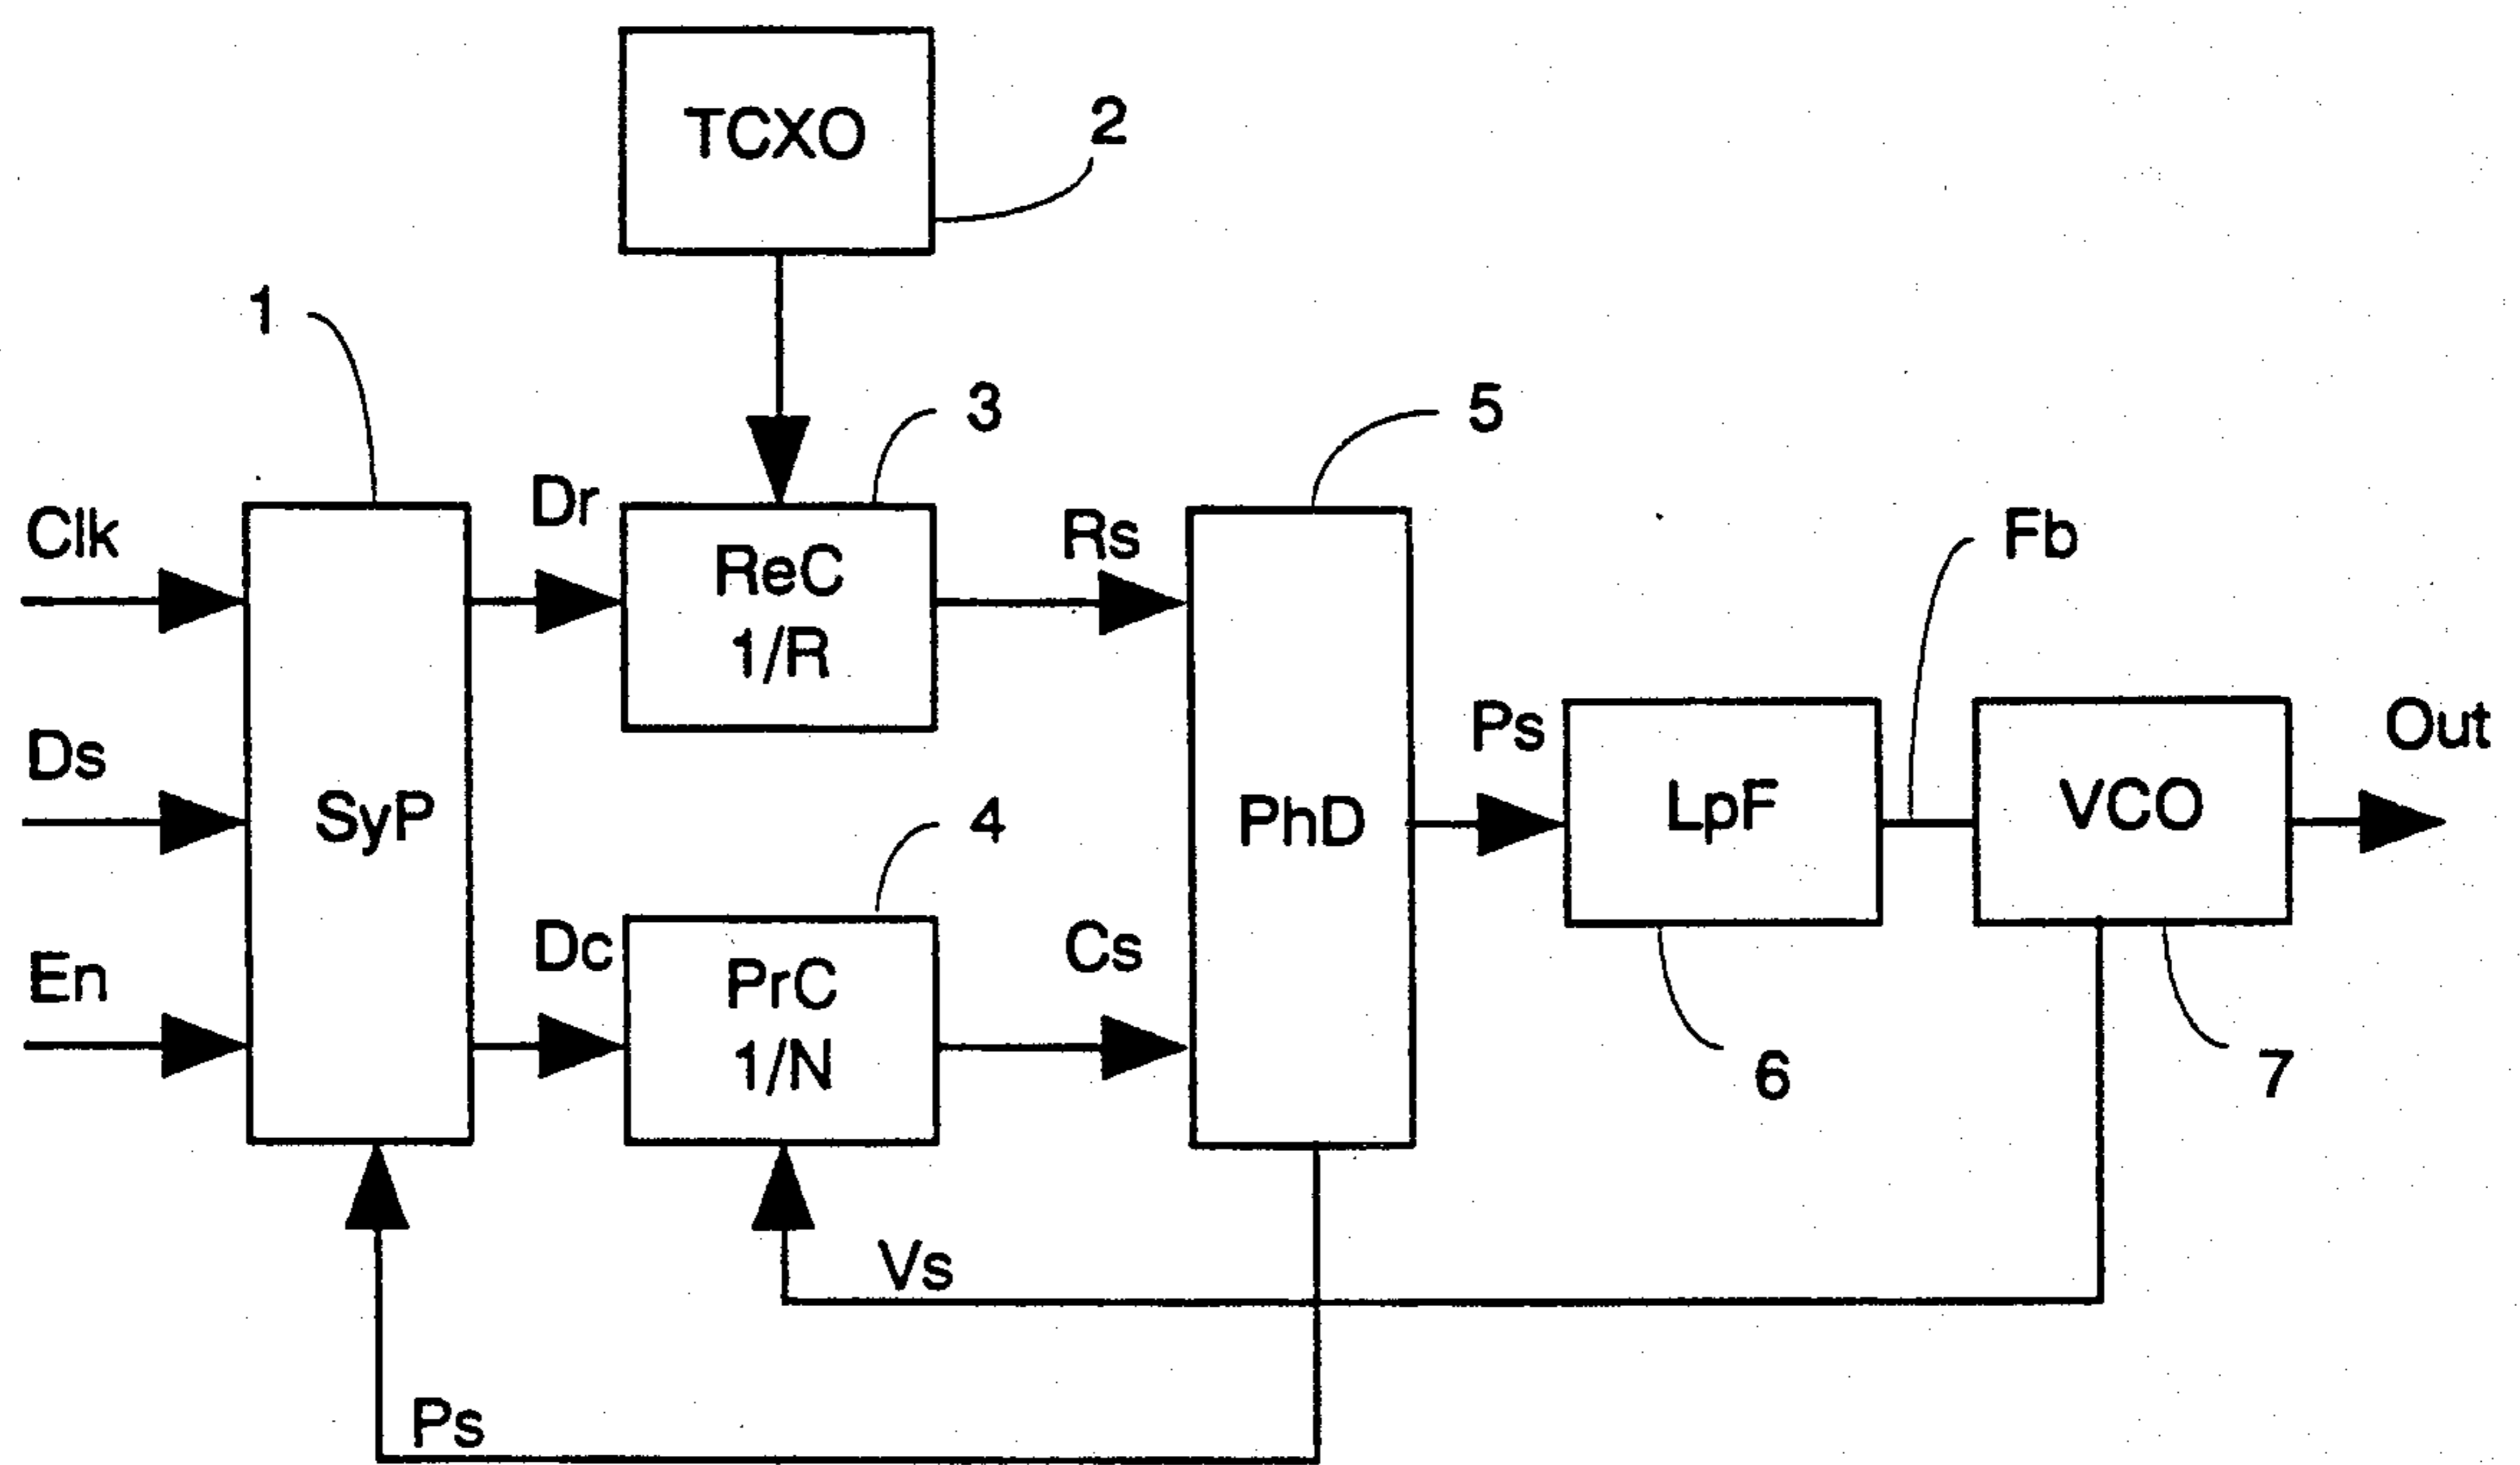 TCXO
2
1
3
5
Clk
Dr
ReC
1/R
Rs
Fb
Ds
SyP
PhD
Ps
LpF
VCO
Out
4
En
Dc
PrC
1/N
Cs
6
7
Vs
Ps